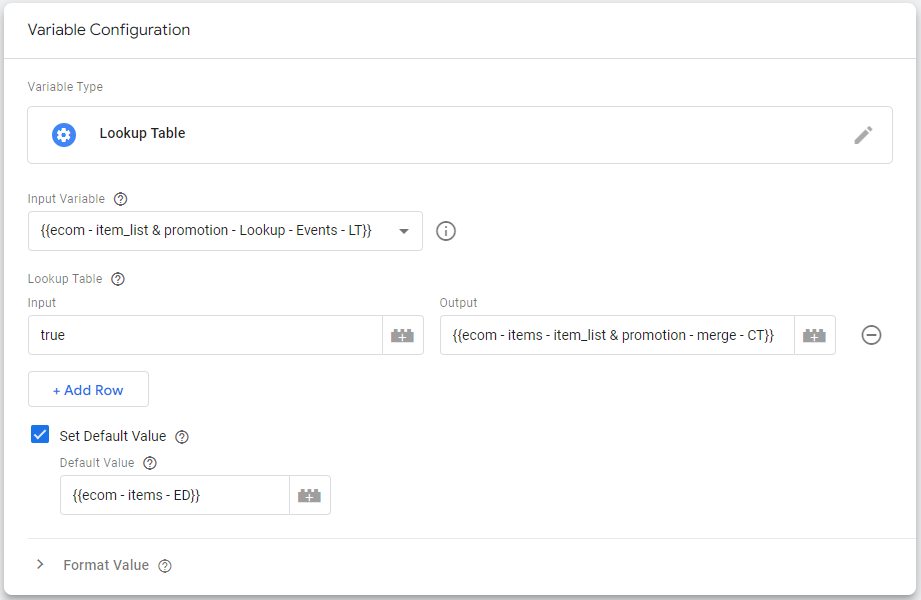 Variable Configuration
Variable Type
Lookup Table
Input Variable
{{ecom - item_list & promotion - Lookup - Events - LT}}
Lookup Table
Input
Output
true
{{ecom - items - item_list & promotion - merge - CT}}
+ Add Row
Set Default Value
Default Value
{{ecom - items - ED}}
Format Value